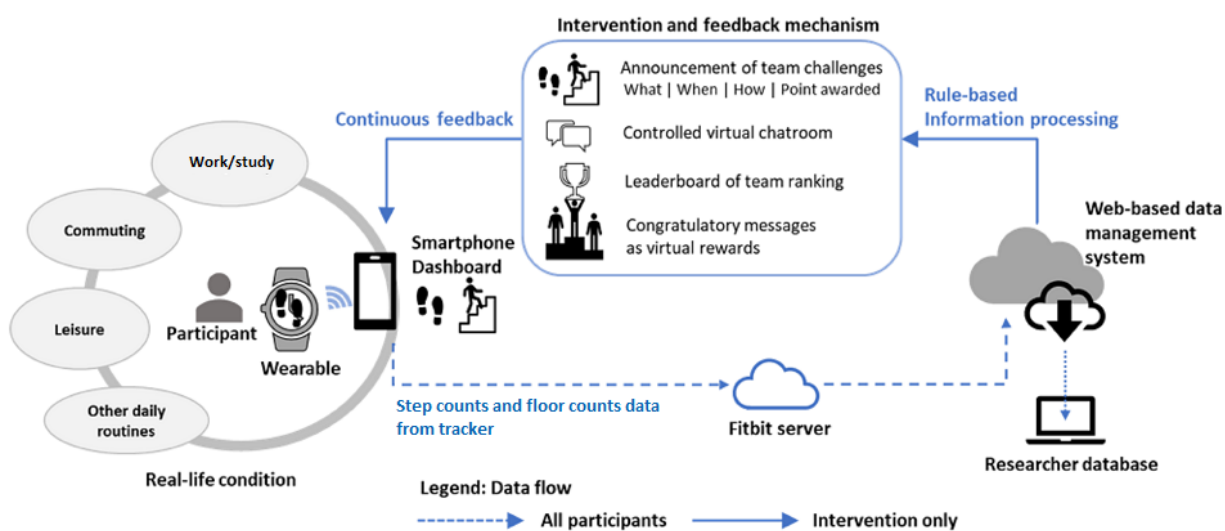 Intervention and feedback mechanism
Announcement of team challenges
What | When | How | Point awarded
Controlled virtual chatroom
Leaderboard of team ranking
Congratulatory messages
as virtual rewards
Continuous feedback
Rule-based
Information processing
Work/study
Commuting
Leisure
Other daily
routines
Participant
Wearable
Smartphone
Dashboard
Real-life condition
Web-based data
management
system
Step counts and floor counts data
from tracker
Fitbit server
Researcher database
Legend: Data flow
All participants
Intervention only